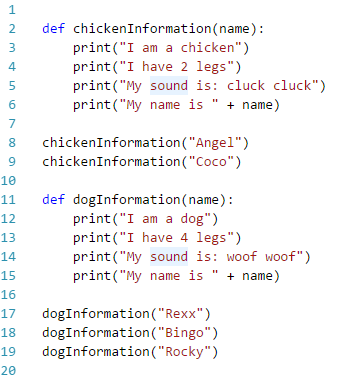 1
2 def chickenInformation(name):
3     print("I am a chicken")
4     print("I have 2 legs")
5     print("My sound is: cluck cluck")
6     print("My name is " + name)
7
8 chickenInformation("Angel")
9 chickenInformation("Coco")
10
11 def dogInformation(name):
12     print("I am a dog")
13     print("I have 4 legs")
14     print("My sound is: woof woof")
15     print("My name is " + name)
16
17 dogInformation("Rexx")
18 dogInformation("Bingo")
19 dogInformation("Rocky")
20